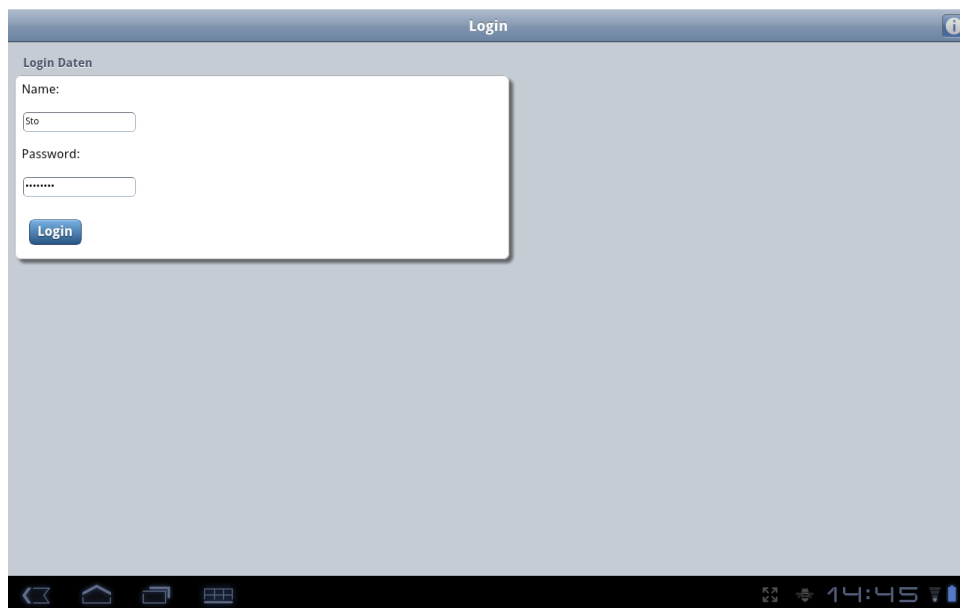 Login
Login Daten
Name:
Sto
Password:
••••••••
Login
14:45